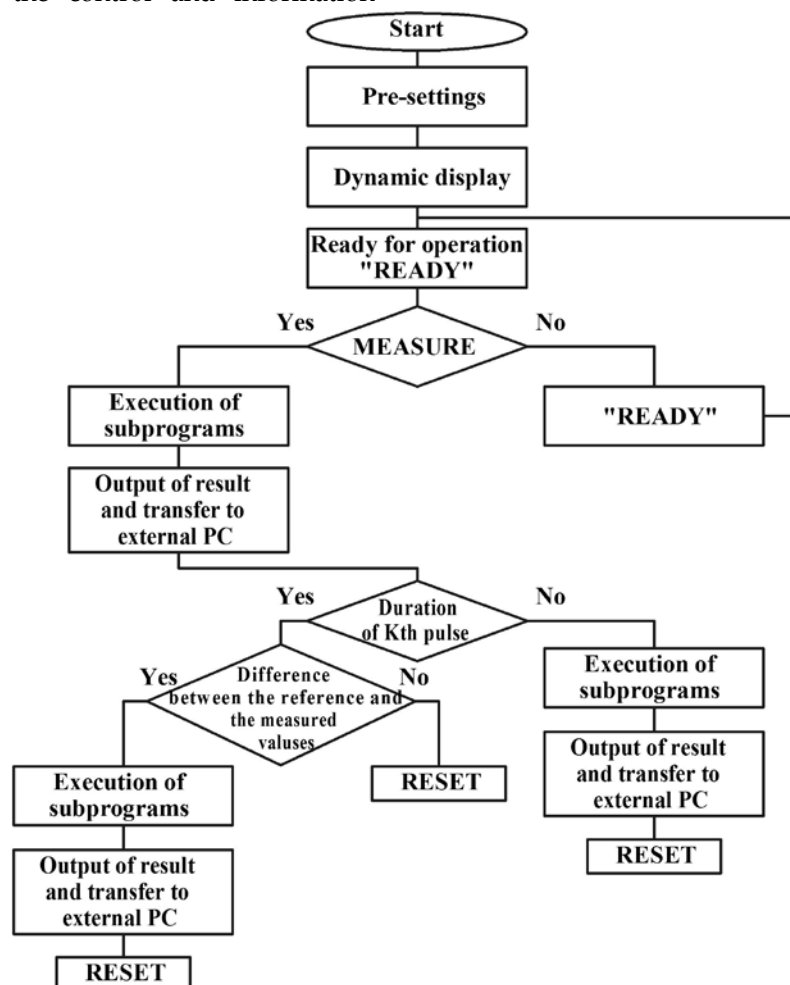 the control and information
Start
Pre-settings
Dynamic display
Ready for operation
"READY"
Yes
No
MEASURE
Execution of
subprograms
"READY"
Output of result
and transfer to
external PC
Yes
No
Duration
of Kth pulse
Yes
No
Difference
between the reference and
the measured
valuses
Execution of
subprograms
Execution of
subprograms
RESET
Output of result
and transfer to
external PC
RESET
Output of result
and transfer to
external PC
RESET